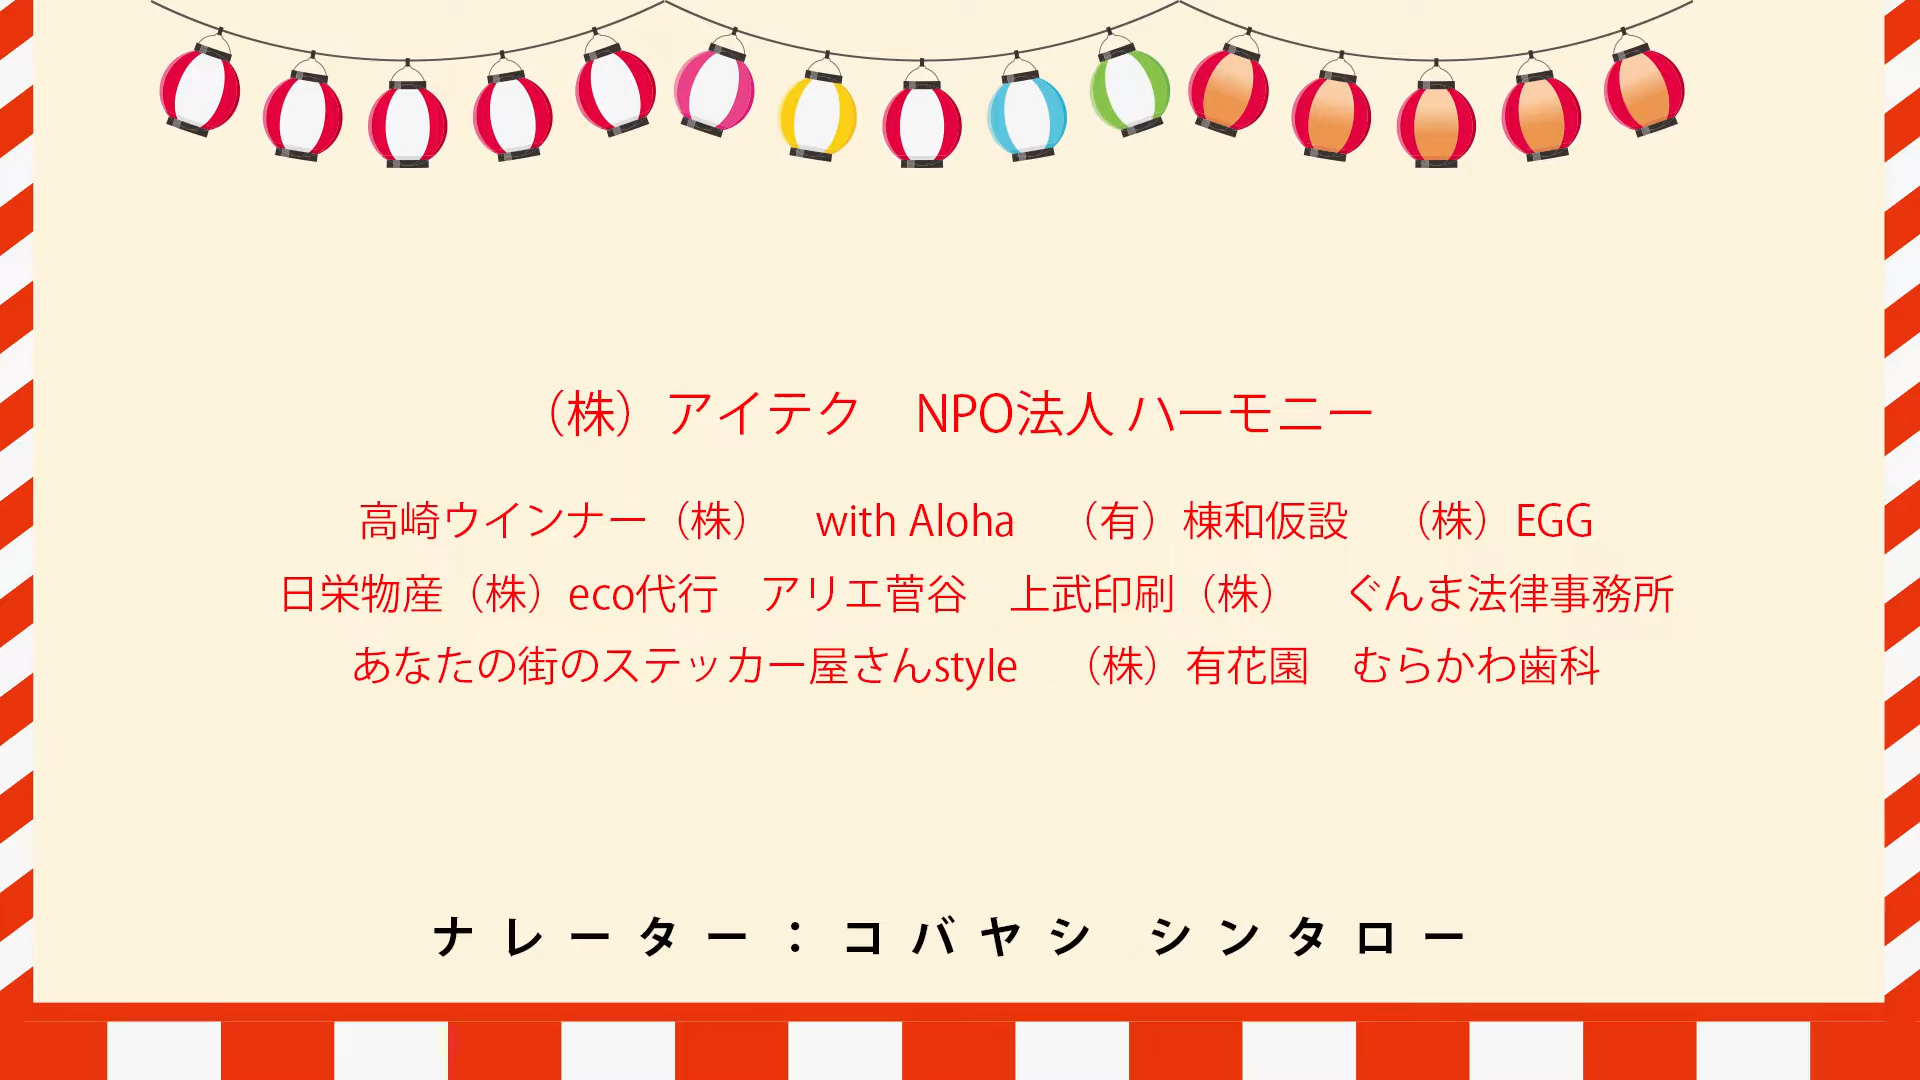 （株）アイテク　NPO法人 ハーモニー
高崎ウインナー（株）　with Aloha　（有）棟和仮設　（株）EGG
日栄物産（株）eco代行　アリエ菅谷　上武印刷（株）　ぐんま法律事務所
あなたの街のステッカー屋さんstyle　（株）有花園　むらかわ歯科
ナレーター：コバヤシ シンタロー